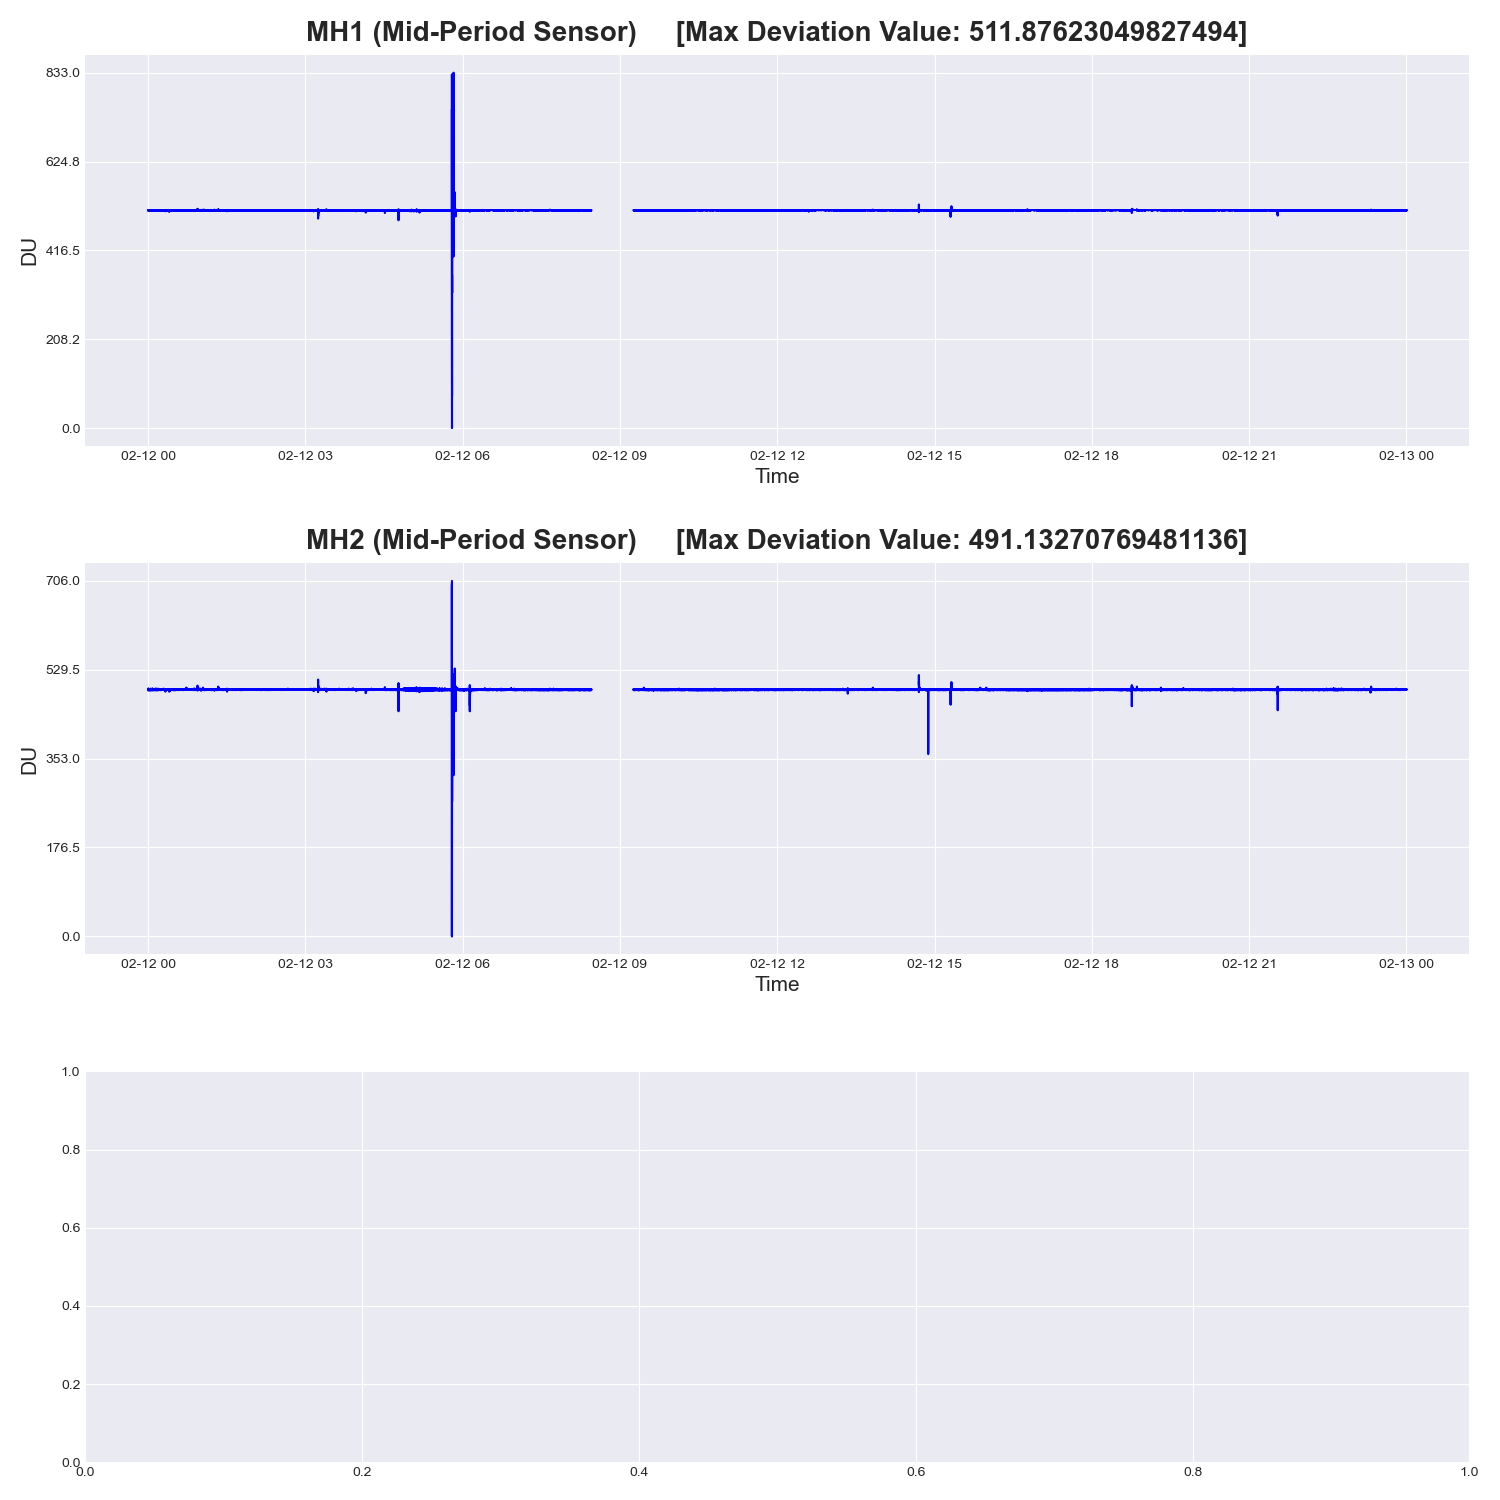 MH1 (Mid-Period Sensor) [Max Deviation Value: 511.87623049827494]
833.0
624.8
416.5
208.2
0.0
DU
02-12 00 02-12 03 02-12 06 02-12 09 02-12 12 02-12 15 02-12 18 02-12 21 02-13 00
Time
MH2 (Mid-Period Sensor) [Max Deviation Value: 491.13270769481136]
706.0
529.5
353.0
176.5
0.0
DU
02-12 00 02-12 03 02-12 06 02-12 09 02-12 12 02-12 15 02-12 18 02-12 21 02-13 00
Time
1.0
0.8
0.6
0.4
0.2
0.0
0.0 0.2 0.4 0.6 0.8 1.0